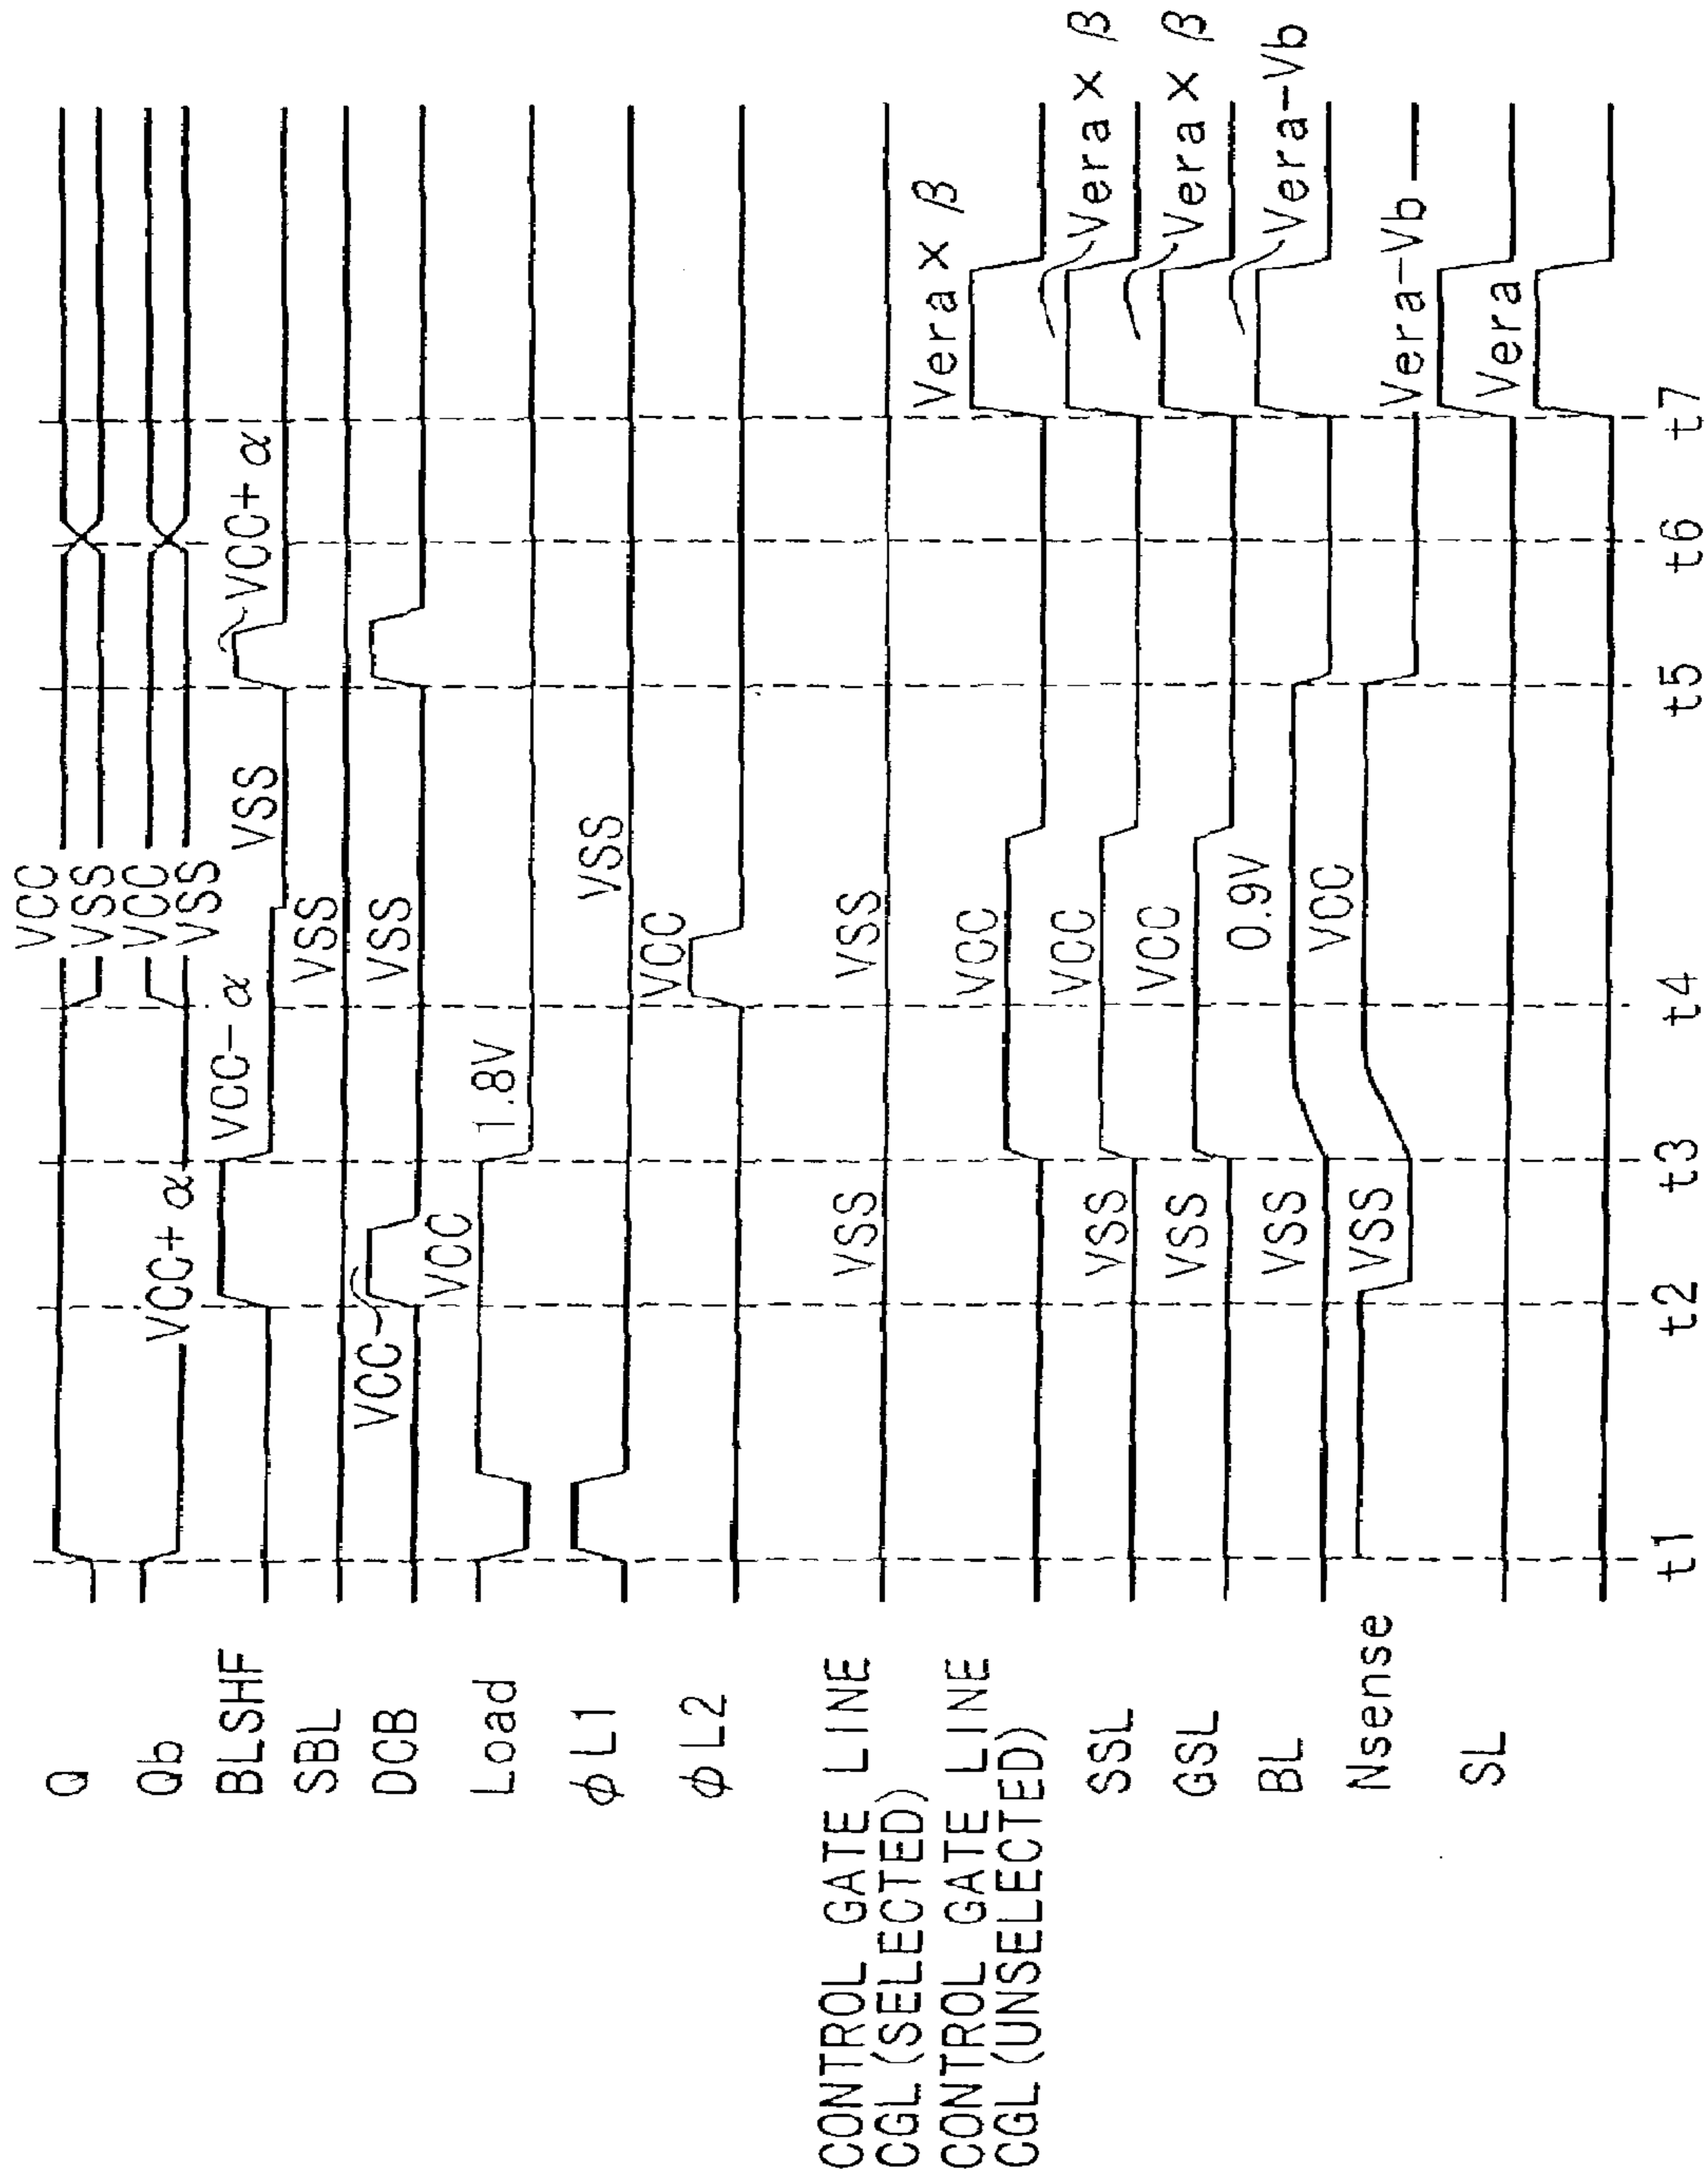 Q
VCC
VSS
Qb
VCC
VSS
BLSHF
VCC+α
VCC-α
VSS
VCC+α
SBL
VSS
DCB
VCC
VSS
Load
VCC
1.8V
φL1
VSS
φL2
VCC
CONTROL GATE LINE
CGL(SELECTED)
VSS
VSS
CONTROL GATE LINE
CGL(UNSELECTED)
VCC
Vera×β
SSL
VSS
VCC
Vera×β
GSL
VSS
VCC
Vera×β
BL
VSS
0.9V
Vera-Vb
Nsense
VSS
VCC
SL
Vera-Vb
Vera
t1
t2
t3
t4
t5
t6
t7